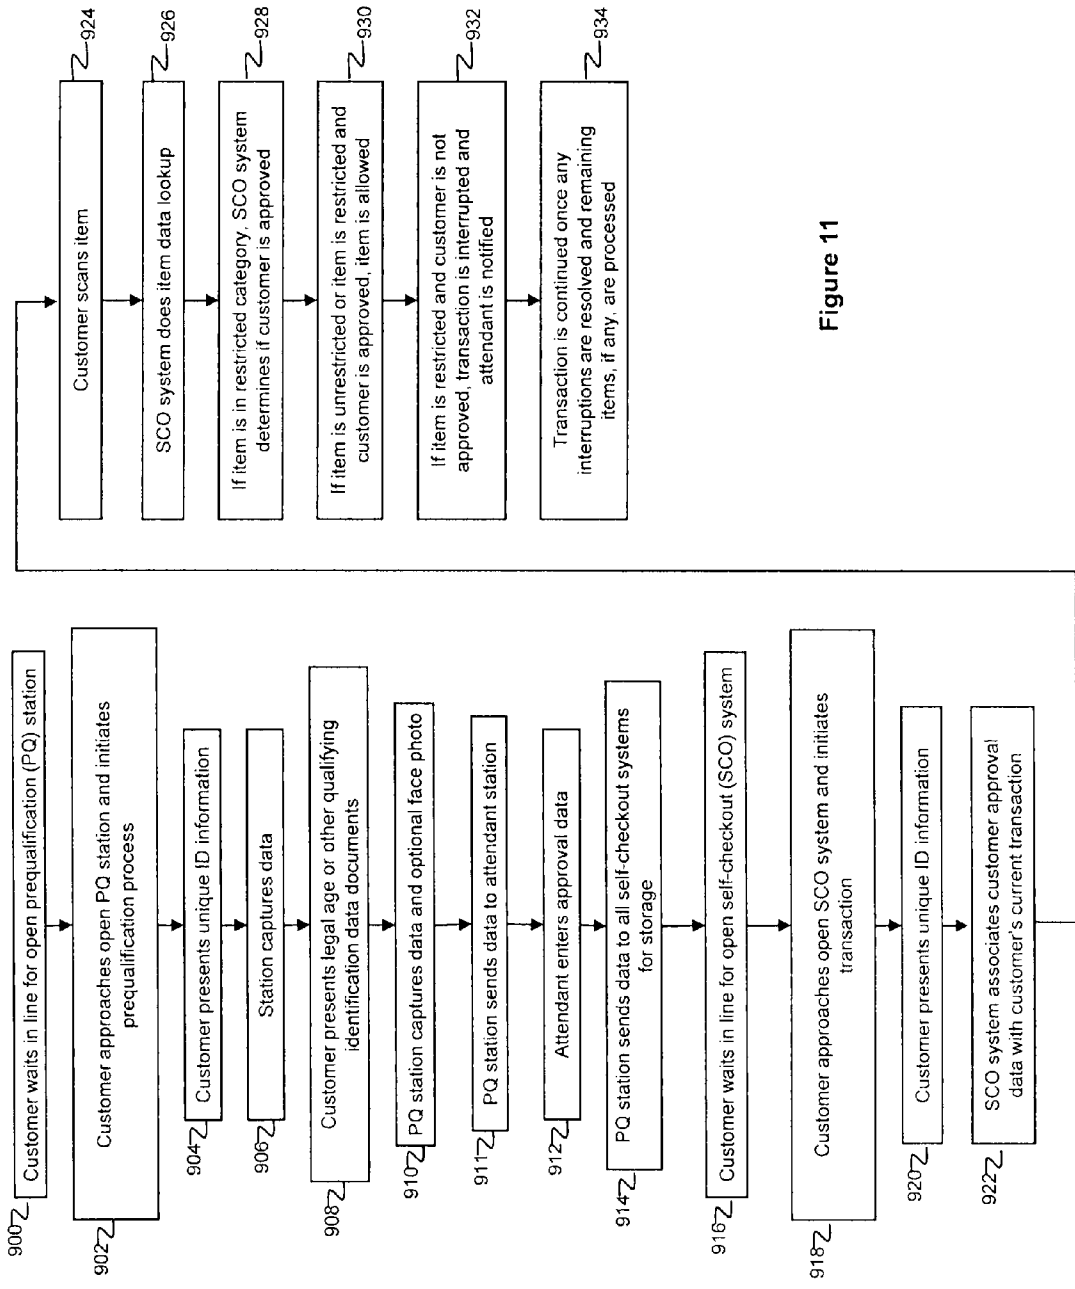 900
Customer waits in line for open prequalification (PQ) station
902
Customer approaches open PQ station and initiates
prequalification process
904
Customer presents unique ID information
906
Station captures data
908
Customer presents legal age or other qualifying
identification data documents
910
PQ station captures data and optional face photo
911
PQ station sends data to attendant station
912
Attendant enters approval data
914
PQ station sends data to all self-checkout systems
for storage
916
Customer waits in line for open self-checkout (SCO) system
918
Customer approaches open SCO system and initiates
transaction
920
Customer presents unique ID information
922
SCO system associates customer approval
data with customer's current transaction
924
Customer scans item
926
SCO system does item data lookup
928
If item is in restricted category, SCO system
determines if customer is approved
930
If item is unrestricted or item is restricted and
customer is approved, item is allowed
932
If item is restricted and customer is not
approved, transaction is interrupted and
attendant is notified
934
Transaction is continued once any
interruptions are resolved and remaining
items, if any, are processed
Figure 11